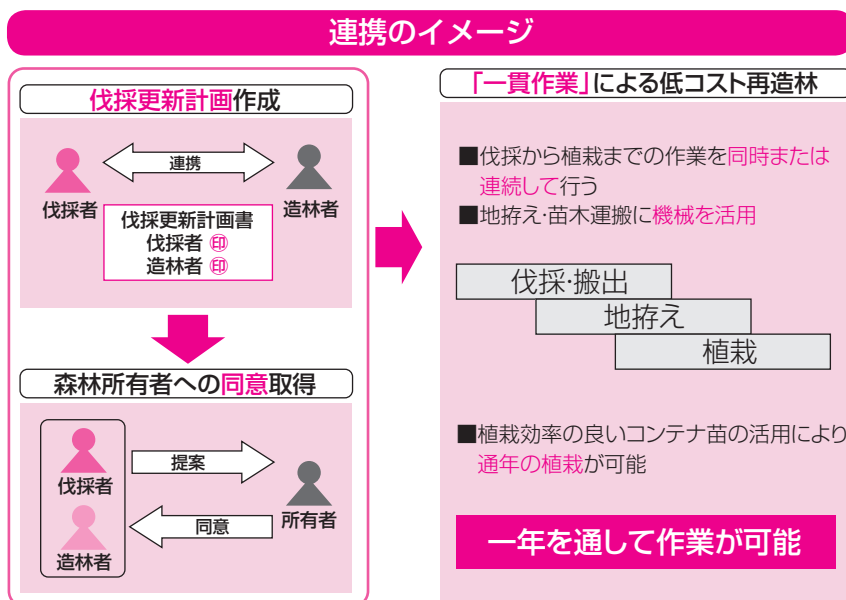 連携のイメージ
伐採更新計画作成
連携
伐採者
造林者
伐採更新計画書
伐採者 ㊞
造林者 ㊞
森林所有者への同意取得
提案
伐採者
所有者
同意
造林者
「一貫作業」による低コスト再造林
■伐採から植栽までの作業を同時または
連続して行う
■地拵え・苗木運搬に機械を活用
伐採・搬出
地拵え
植栽
■植栽効率の良いコンテナ苗の活用により
通年の植栽が可能
一年を通して作業が可能